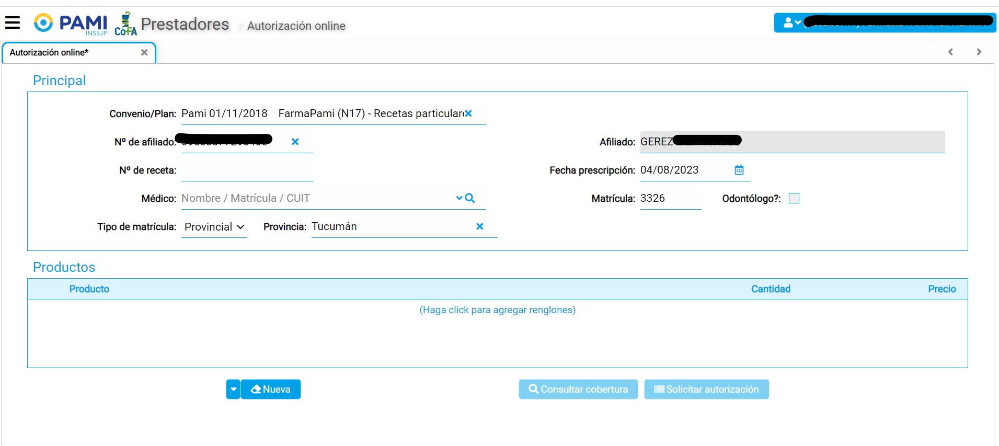 PAMI
INSSJP
COFA
Prestadores / Autorización online
Autorización online*
Principal
Convenio/Plan: Pami 01/11/2018 FarmaPami (N17) - Recetas particulare
Nº de afiliado:
Afiliado: GEREZ
Nº de receta:
Fecha prescripción: 04/08/2023
Médico: Nombre / Matrícula / CUIT
Matrícula: 3326 Odontólogo?:
Tipo de matrícula: Provincial Provincia: Tucumán
Productos
Producto Cantidad Precio
(Haga click para agregar renglones)
Nueva Consultar cobertura Solicitar autorización